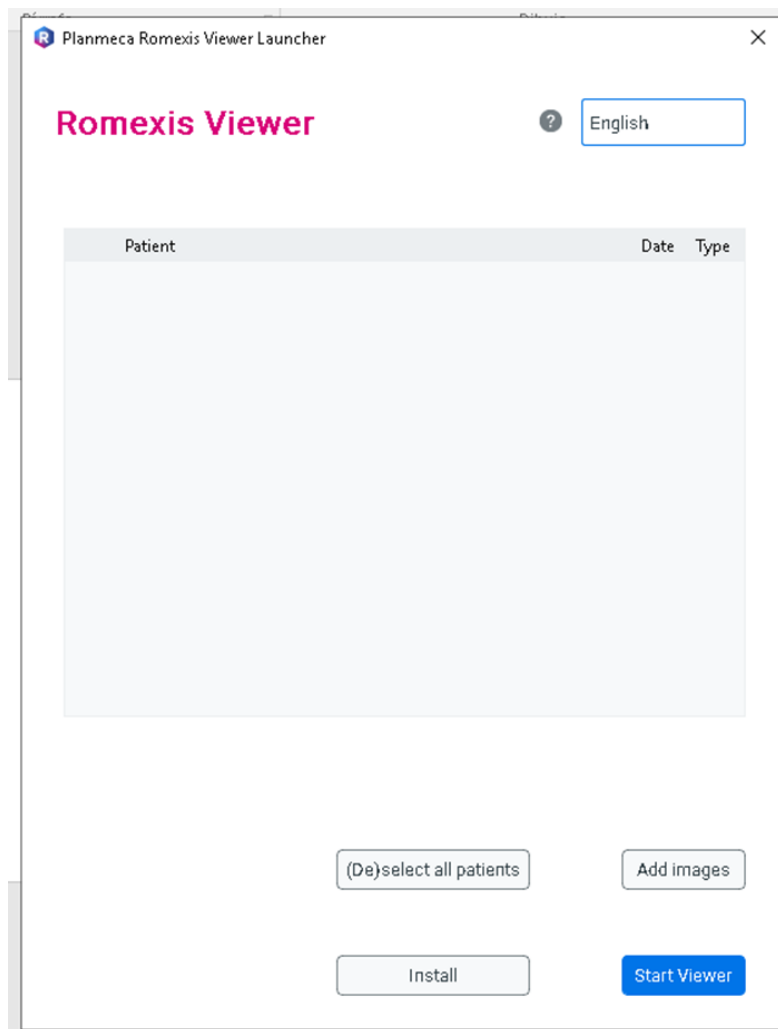 Planmeca Romexis Viewer Launcher
Romexis Viewer
? English
Patient Date Type
(De)select all patients Add images
Install Start Viewer